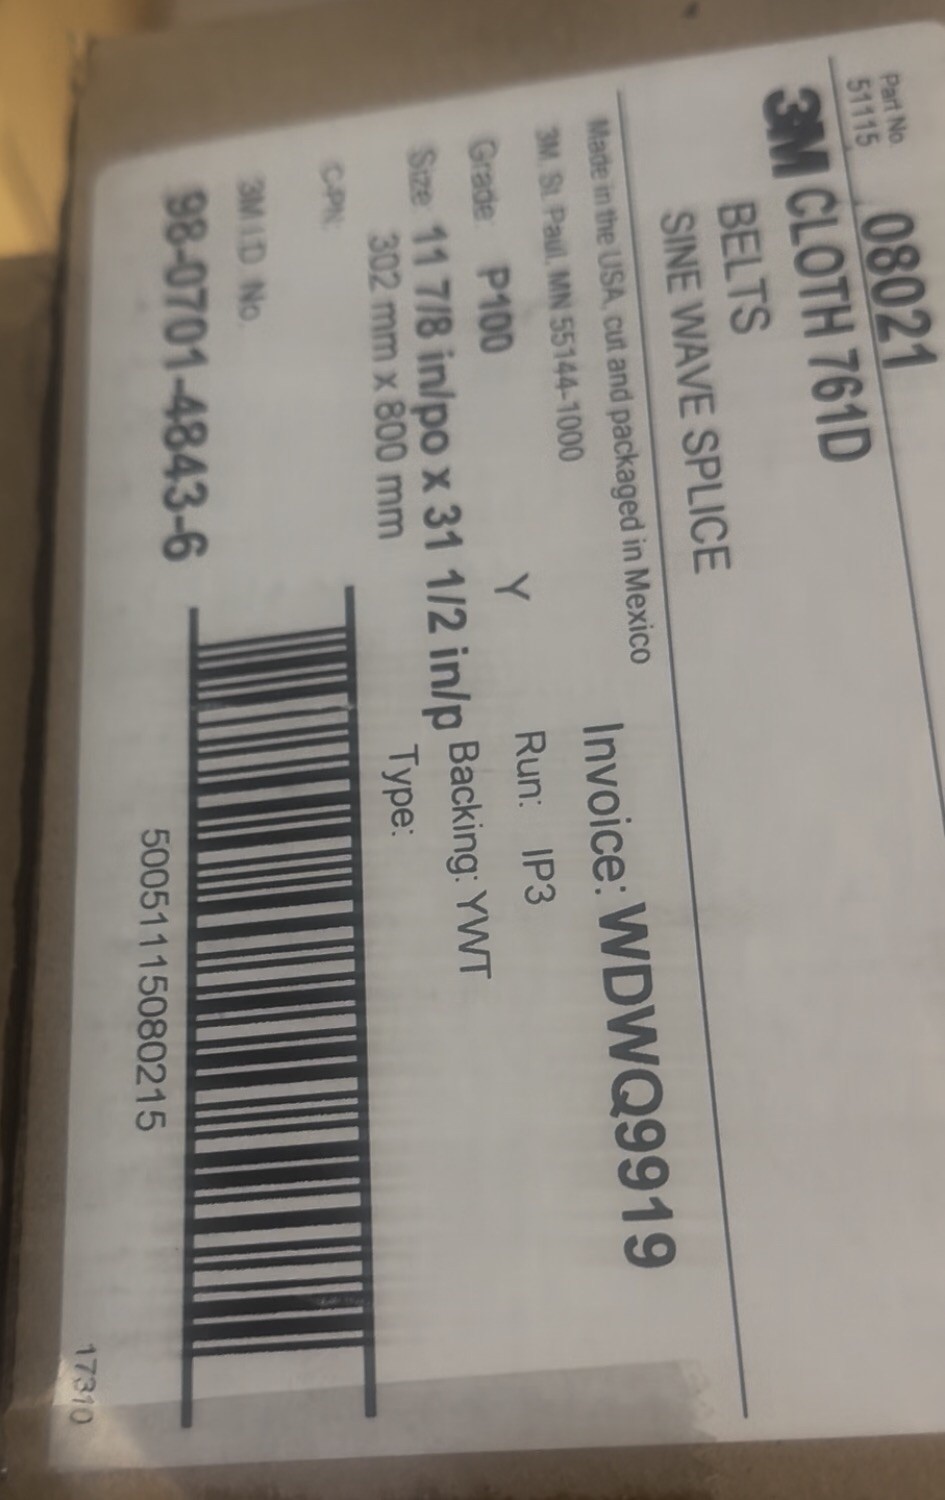 Part No.
51115 08021
3M CLOTH 761D
BELTS
SINE WAVE SPLICE
Made in the USA, cut and packaged in Mexico
Invoice: WDWQ9919
3M, St. Paul, MN 55144-1000
Y
Run: IP3
Grade: P100
Size: 11 7/8 in/po x 31 1/2 in/p Backing: YWT
302 mm x 800 mm
Type:
C-PN:
3M I.D. No.
98-0701-4843-6
50051115080215
17310